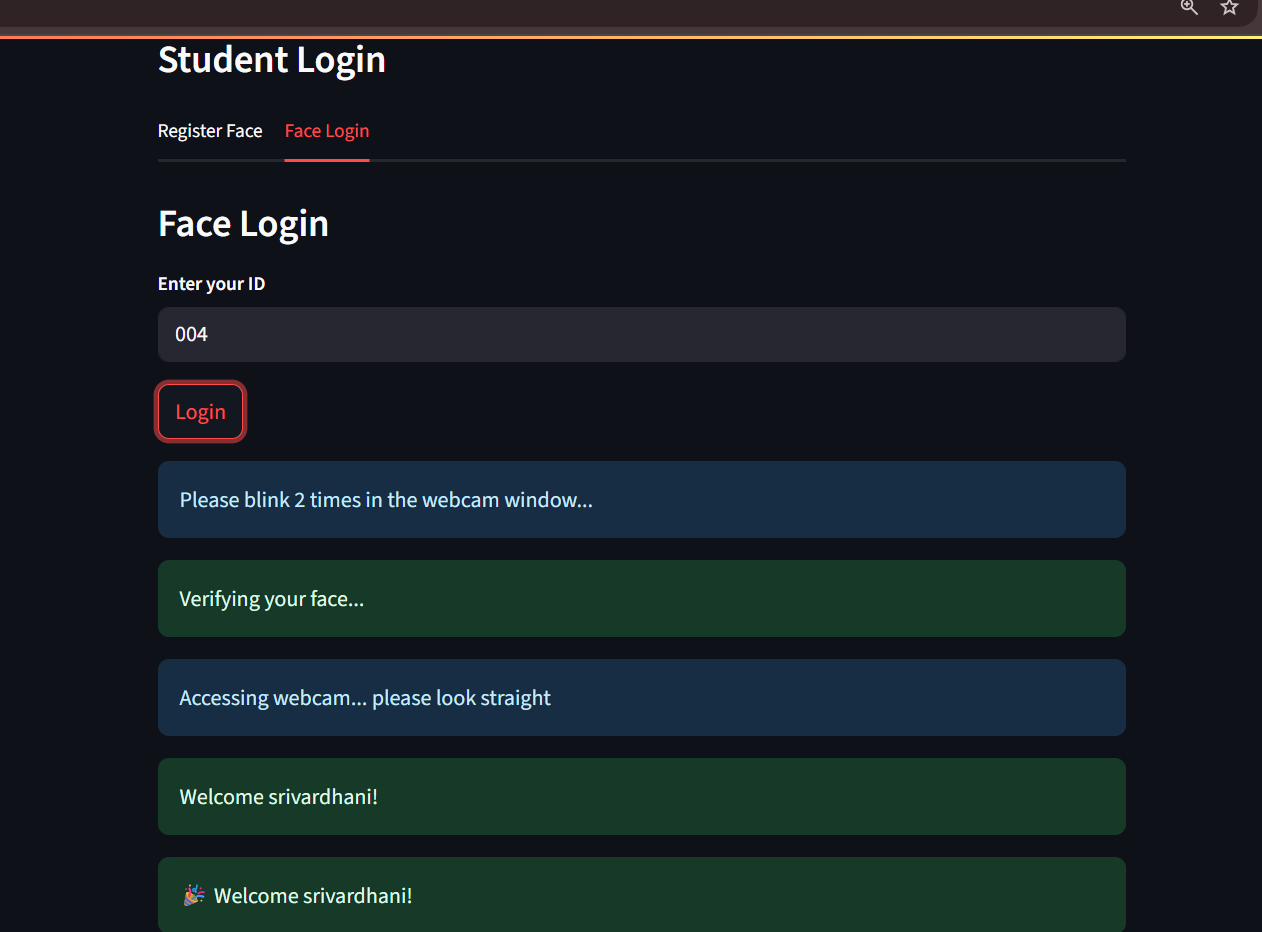 Student Login
Register Face Face Login
Face Login
Enter your ID
004
Login
Please blink 2 times in the webcam window...
Verifying your face...
Accessing webcam... please look straight
Welcome srivardhani!
🎉 Welcome srivardhani!